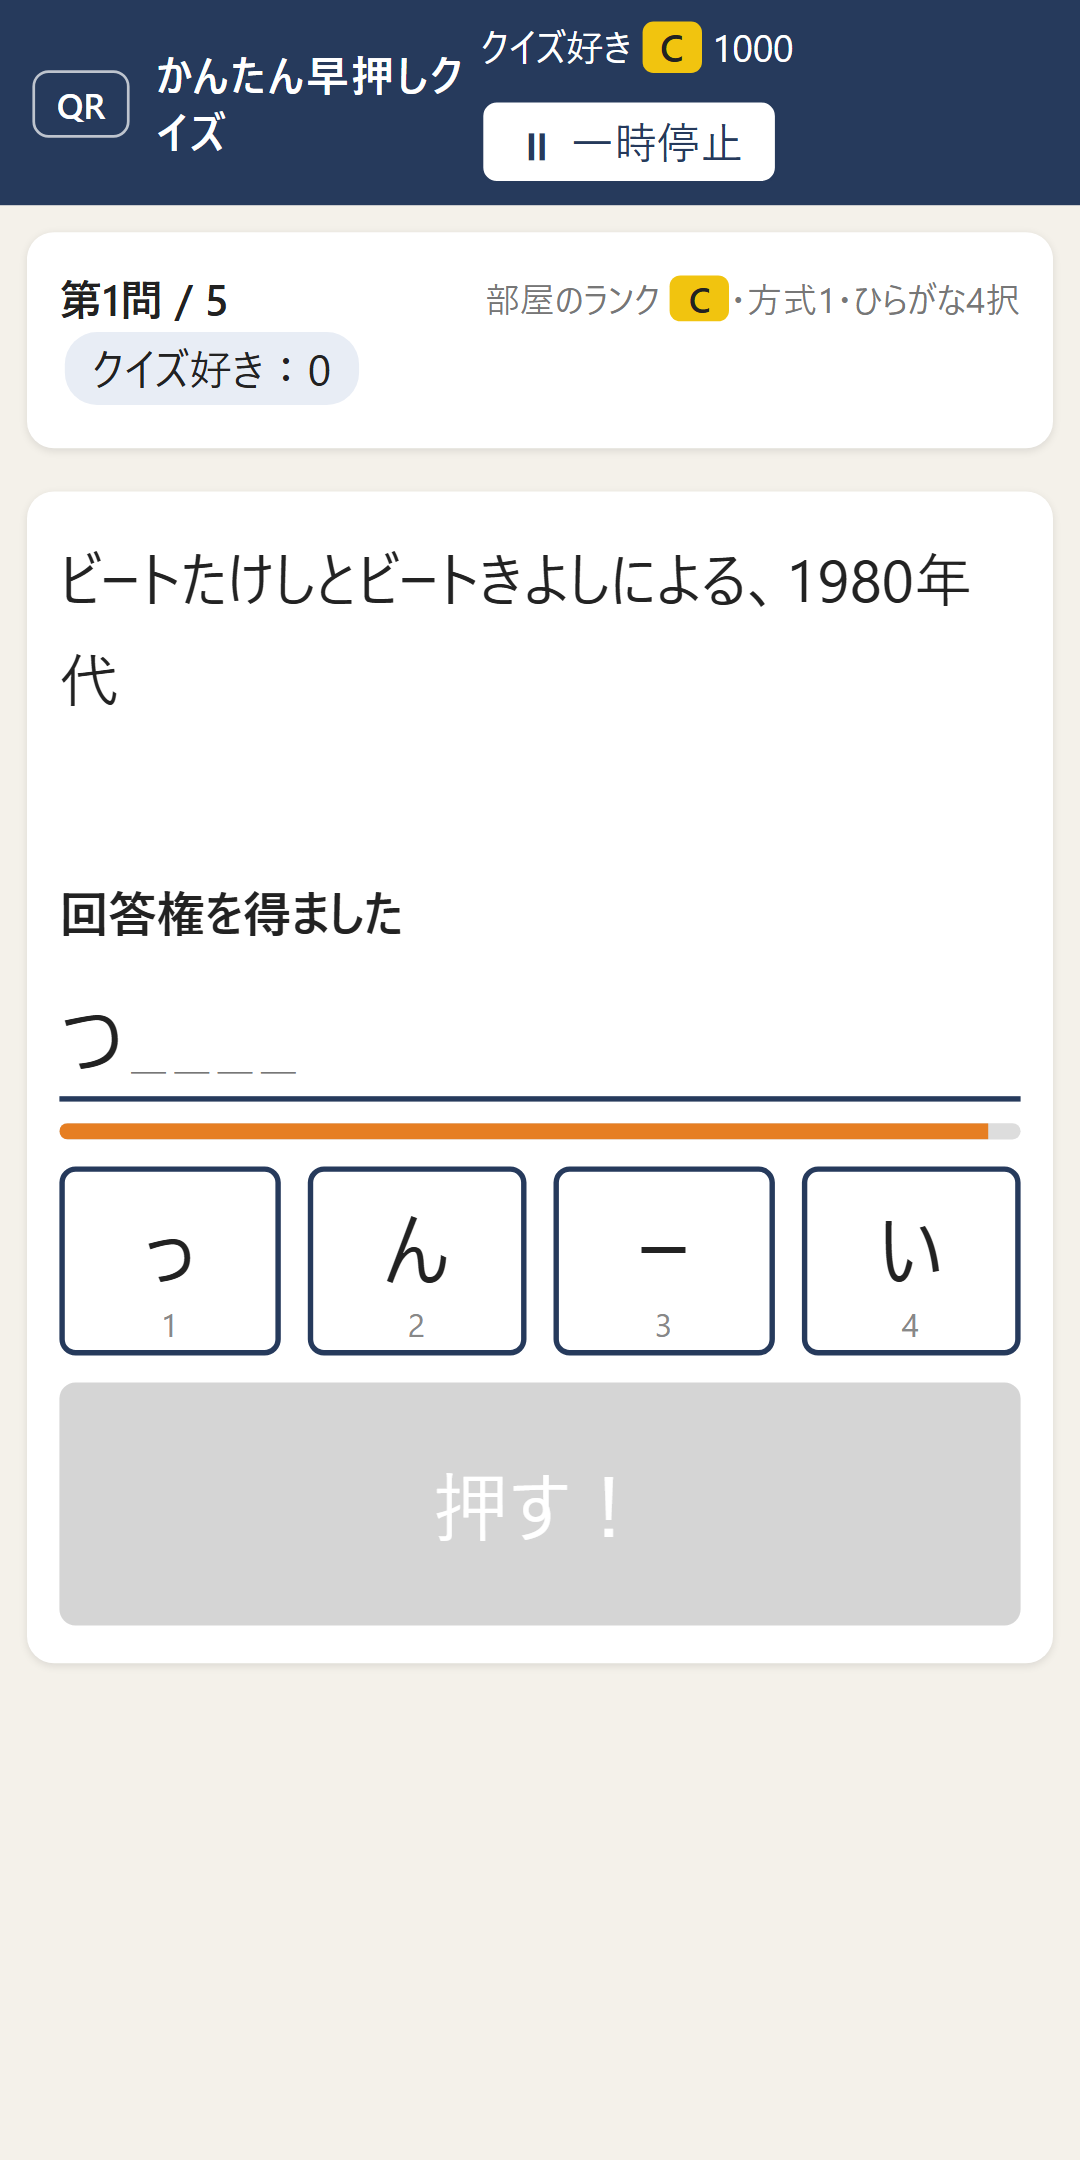 QR
かんたん早押しク
イズ
クイズ好き C 1000
⏸ 一時停止
第1問 / 5
部屋のランク C ・方式1・ひらがな4択
クイズ好き：0
ビートたけしとビートきよしによる、1980年
代
回答権を得ました
つ＿＿＿＿
っ ん ー い
1 2 3 4
押す！